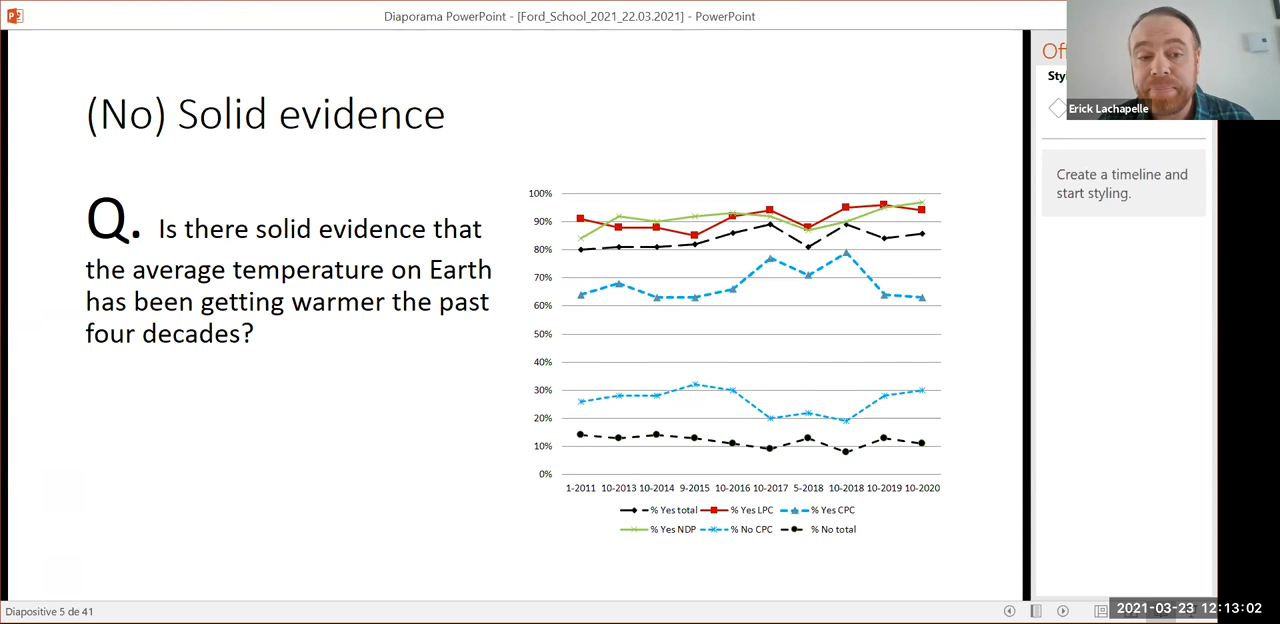 Diaporama PowerPoint - [Ford_School_2021_22.03.2021] - PowerPoint
Erick Lachapelle
(No) Solid evidence
Q. Is there solid evidence that
the average temperature on Earth
has been getting warmer the past
four decades?
100%
90%
80%
70%
60%
50%
40%
30%
20%
10%
0%
1-2011 10-2013 10-2014 9-2015 10-2016 10-2017 5-2018 10-2018 10-2019 10-2020
% Yes total % Yes LPC % Yes CPC
% Yes NDP % No CPC % No total
Create a timeline and
start styling.
Diapositive 5 de 41
2021-03-23 12:13:02